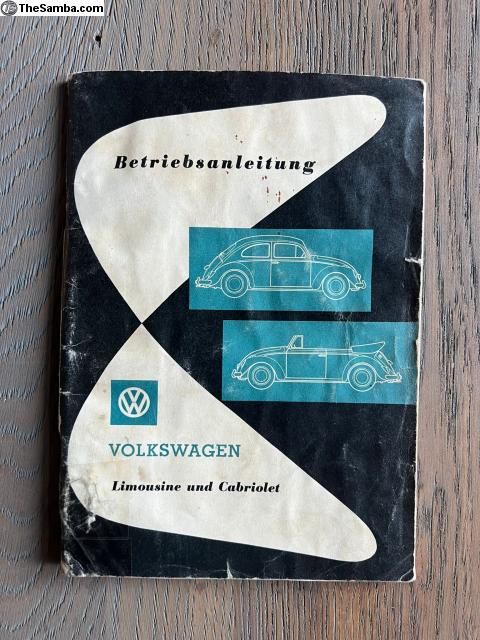 TheSamba.com
Betriebsanleitung
VW
VOLKSWAGEN
Limousine und Cabriolet